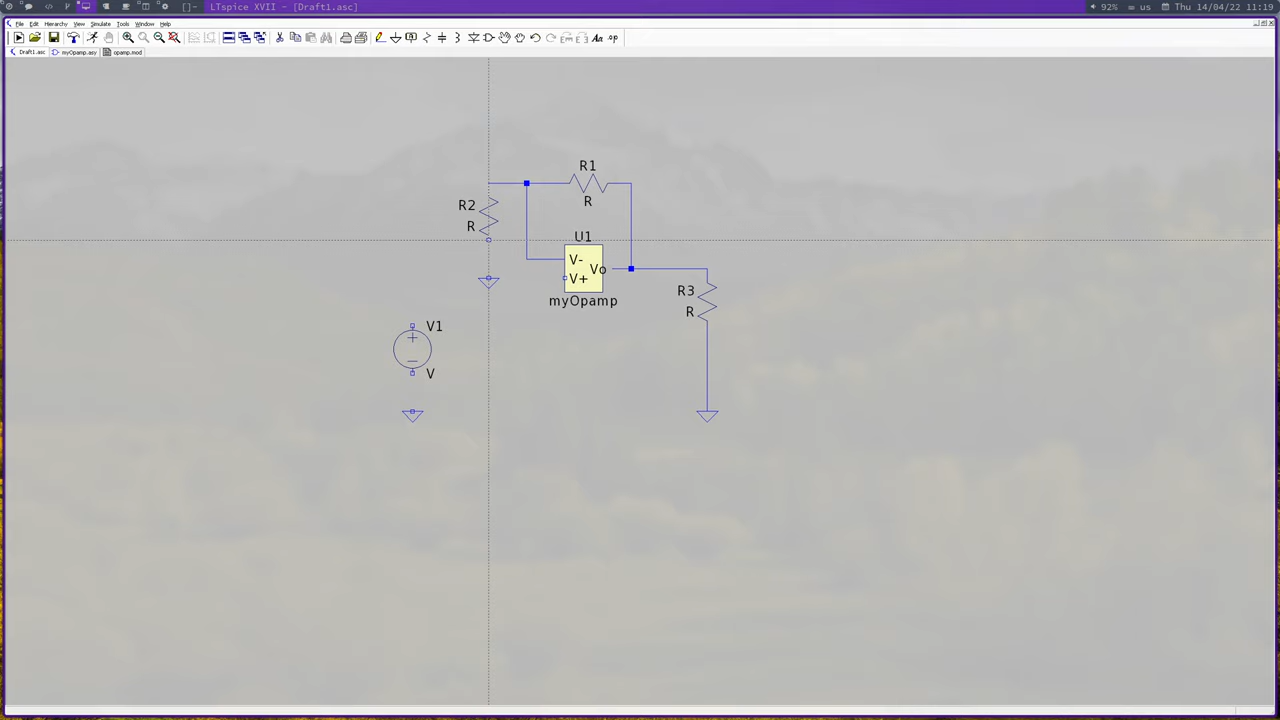 LTspice XVII - [Draft1.asc]
92% us Thu 14/04/22 11:19
File Edit Hierarchy View Simulate Tools Window Help
Draft1.asc myOpamp.asy opamp.mod
R1
R
R2
R
U1
V-
Vo
V+
myOpamp
R3
R
V1
V